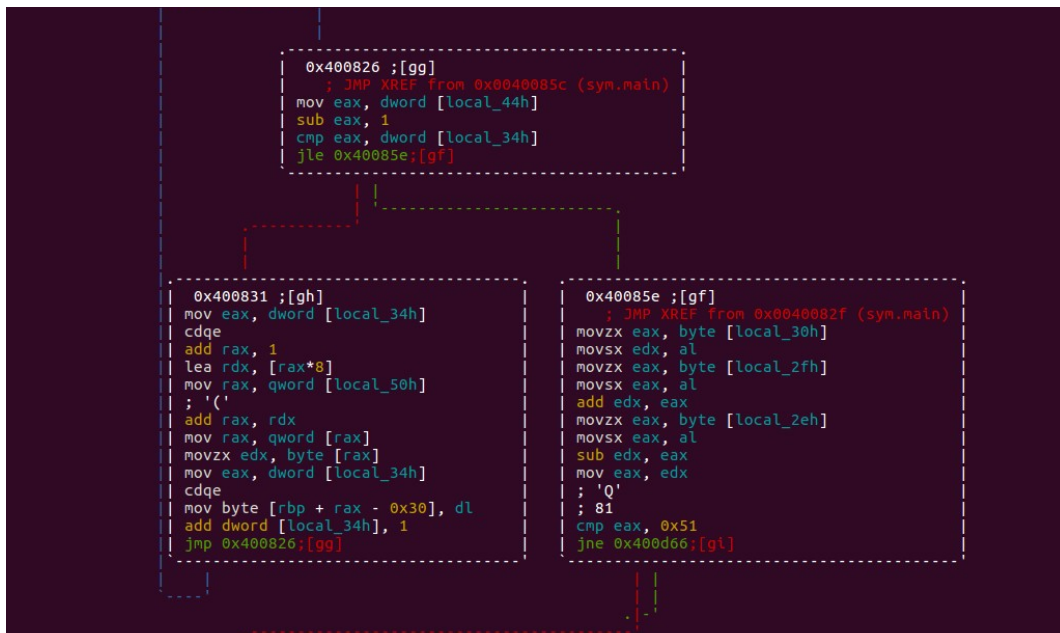 0x400826 ;[gg]
; JMP XREF from 0x0040085c (sym.main)
mov eax, dword [local_44h]
sub eax, 1
cmp eax, dword [local_34h]
jle 0x40085e;[gf]
0x400831 ;[gh]
mov eax, dword [local_34h]
cdqe
add rax, 1
lea rdx, [rax*8]
mov rax, qword [local_50h]
; '('
add rax, rdx
mov rax, qword [rax]
movzx edx, byte [rax]
mov eax, dword [local_34h]
cdqe
mov byte [rbp + rax - 0x30], dl
add dword [local_34h], 1
jmp 0x400826;[gg]
0x40085e ;[gf]
; JMP XREF from 0x0040082f (sym.main)
movzx eax, byte [local_30h]
movsx edx, al
movzx eax, byte [local_2fh]
movsx eax, al
add edx, eax
movzx eax, byte [local_2eh]
movsx eax, al
sub edx, eax
mov eax, edx
; 'Q'
; 81
cmp eax, 0x51
jne 0x400d66;[gi]